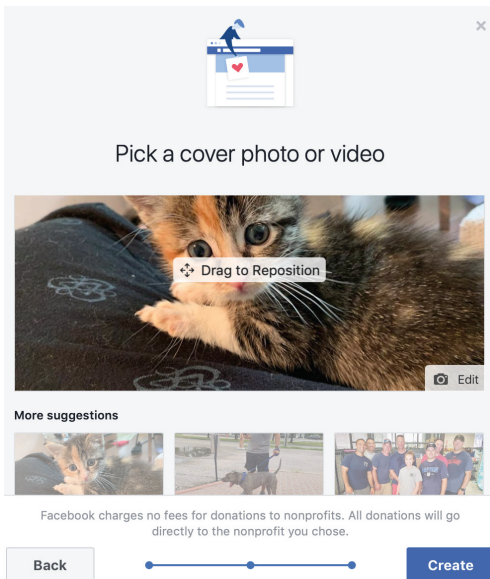 Pick a cover photo or video
Drag to Reposition
Edit
More suggestions
Facebook charges no fees for donations to nonprofits. All donations will go
directly to the nonprofit you chose.
Back
Create